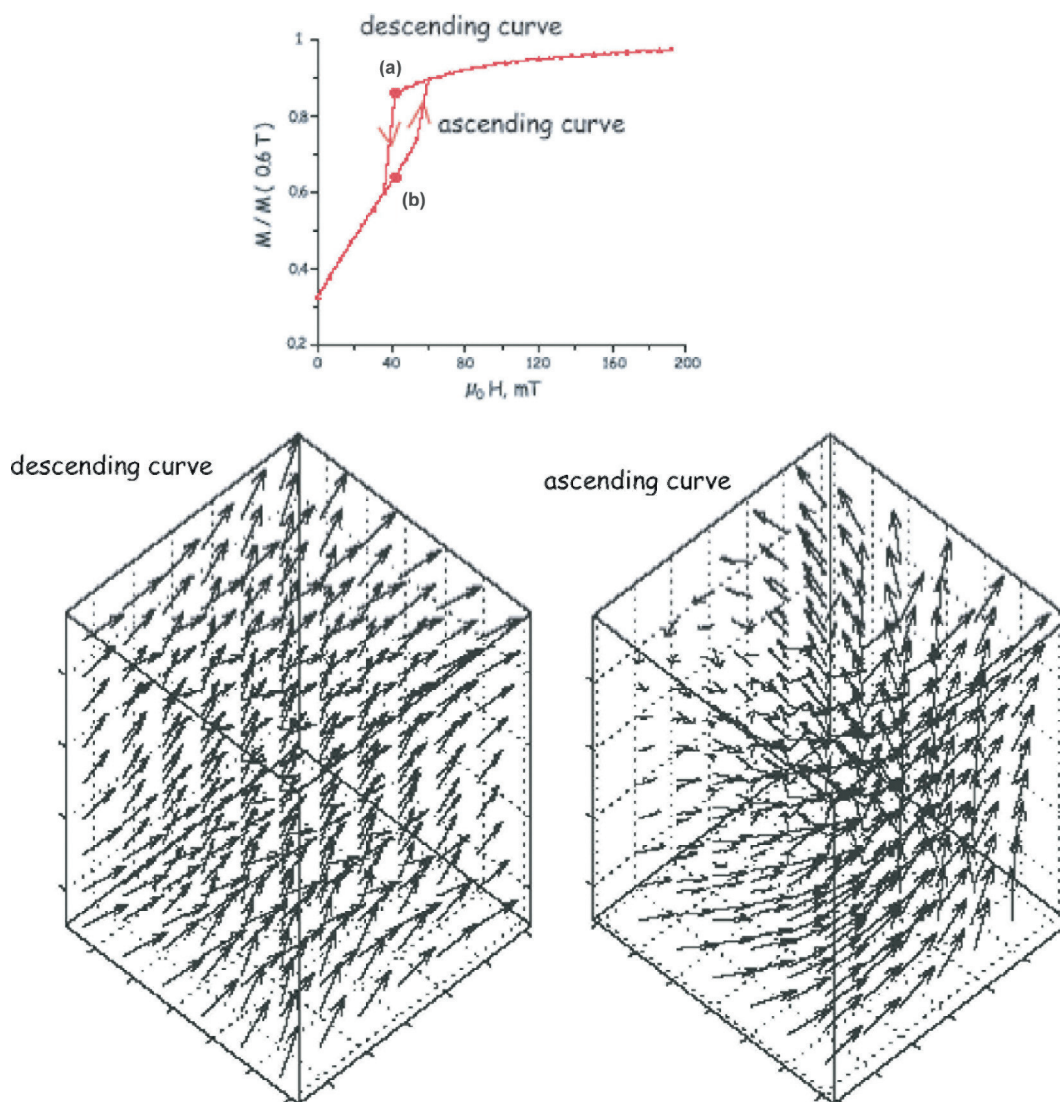 descending curve
1
(a)
0.8
ascending curve
M / M ( 0.6 T )
0.6
(b)
0.4
0.2
0 40 80 120 160 200
μ₀ H, mT
descending curve
ascending curve